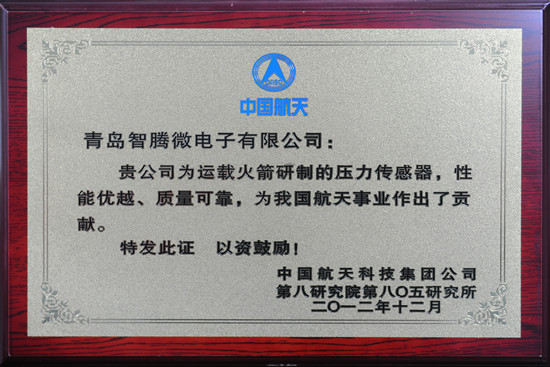 中国航天
青岛智腾微电子有限公司：
贵公司为运载火箭研制的压力传感器，性
能优越、质量可靠，为我国航天事业作出了贡
献。
特发此证 以资鼓励！
中国航天科技集团公司
第八研究院第八〇五研究所
二〇一二年十二月